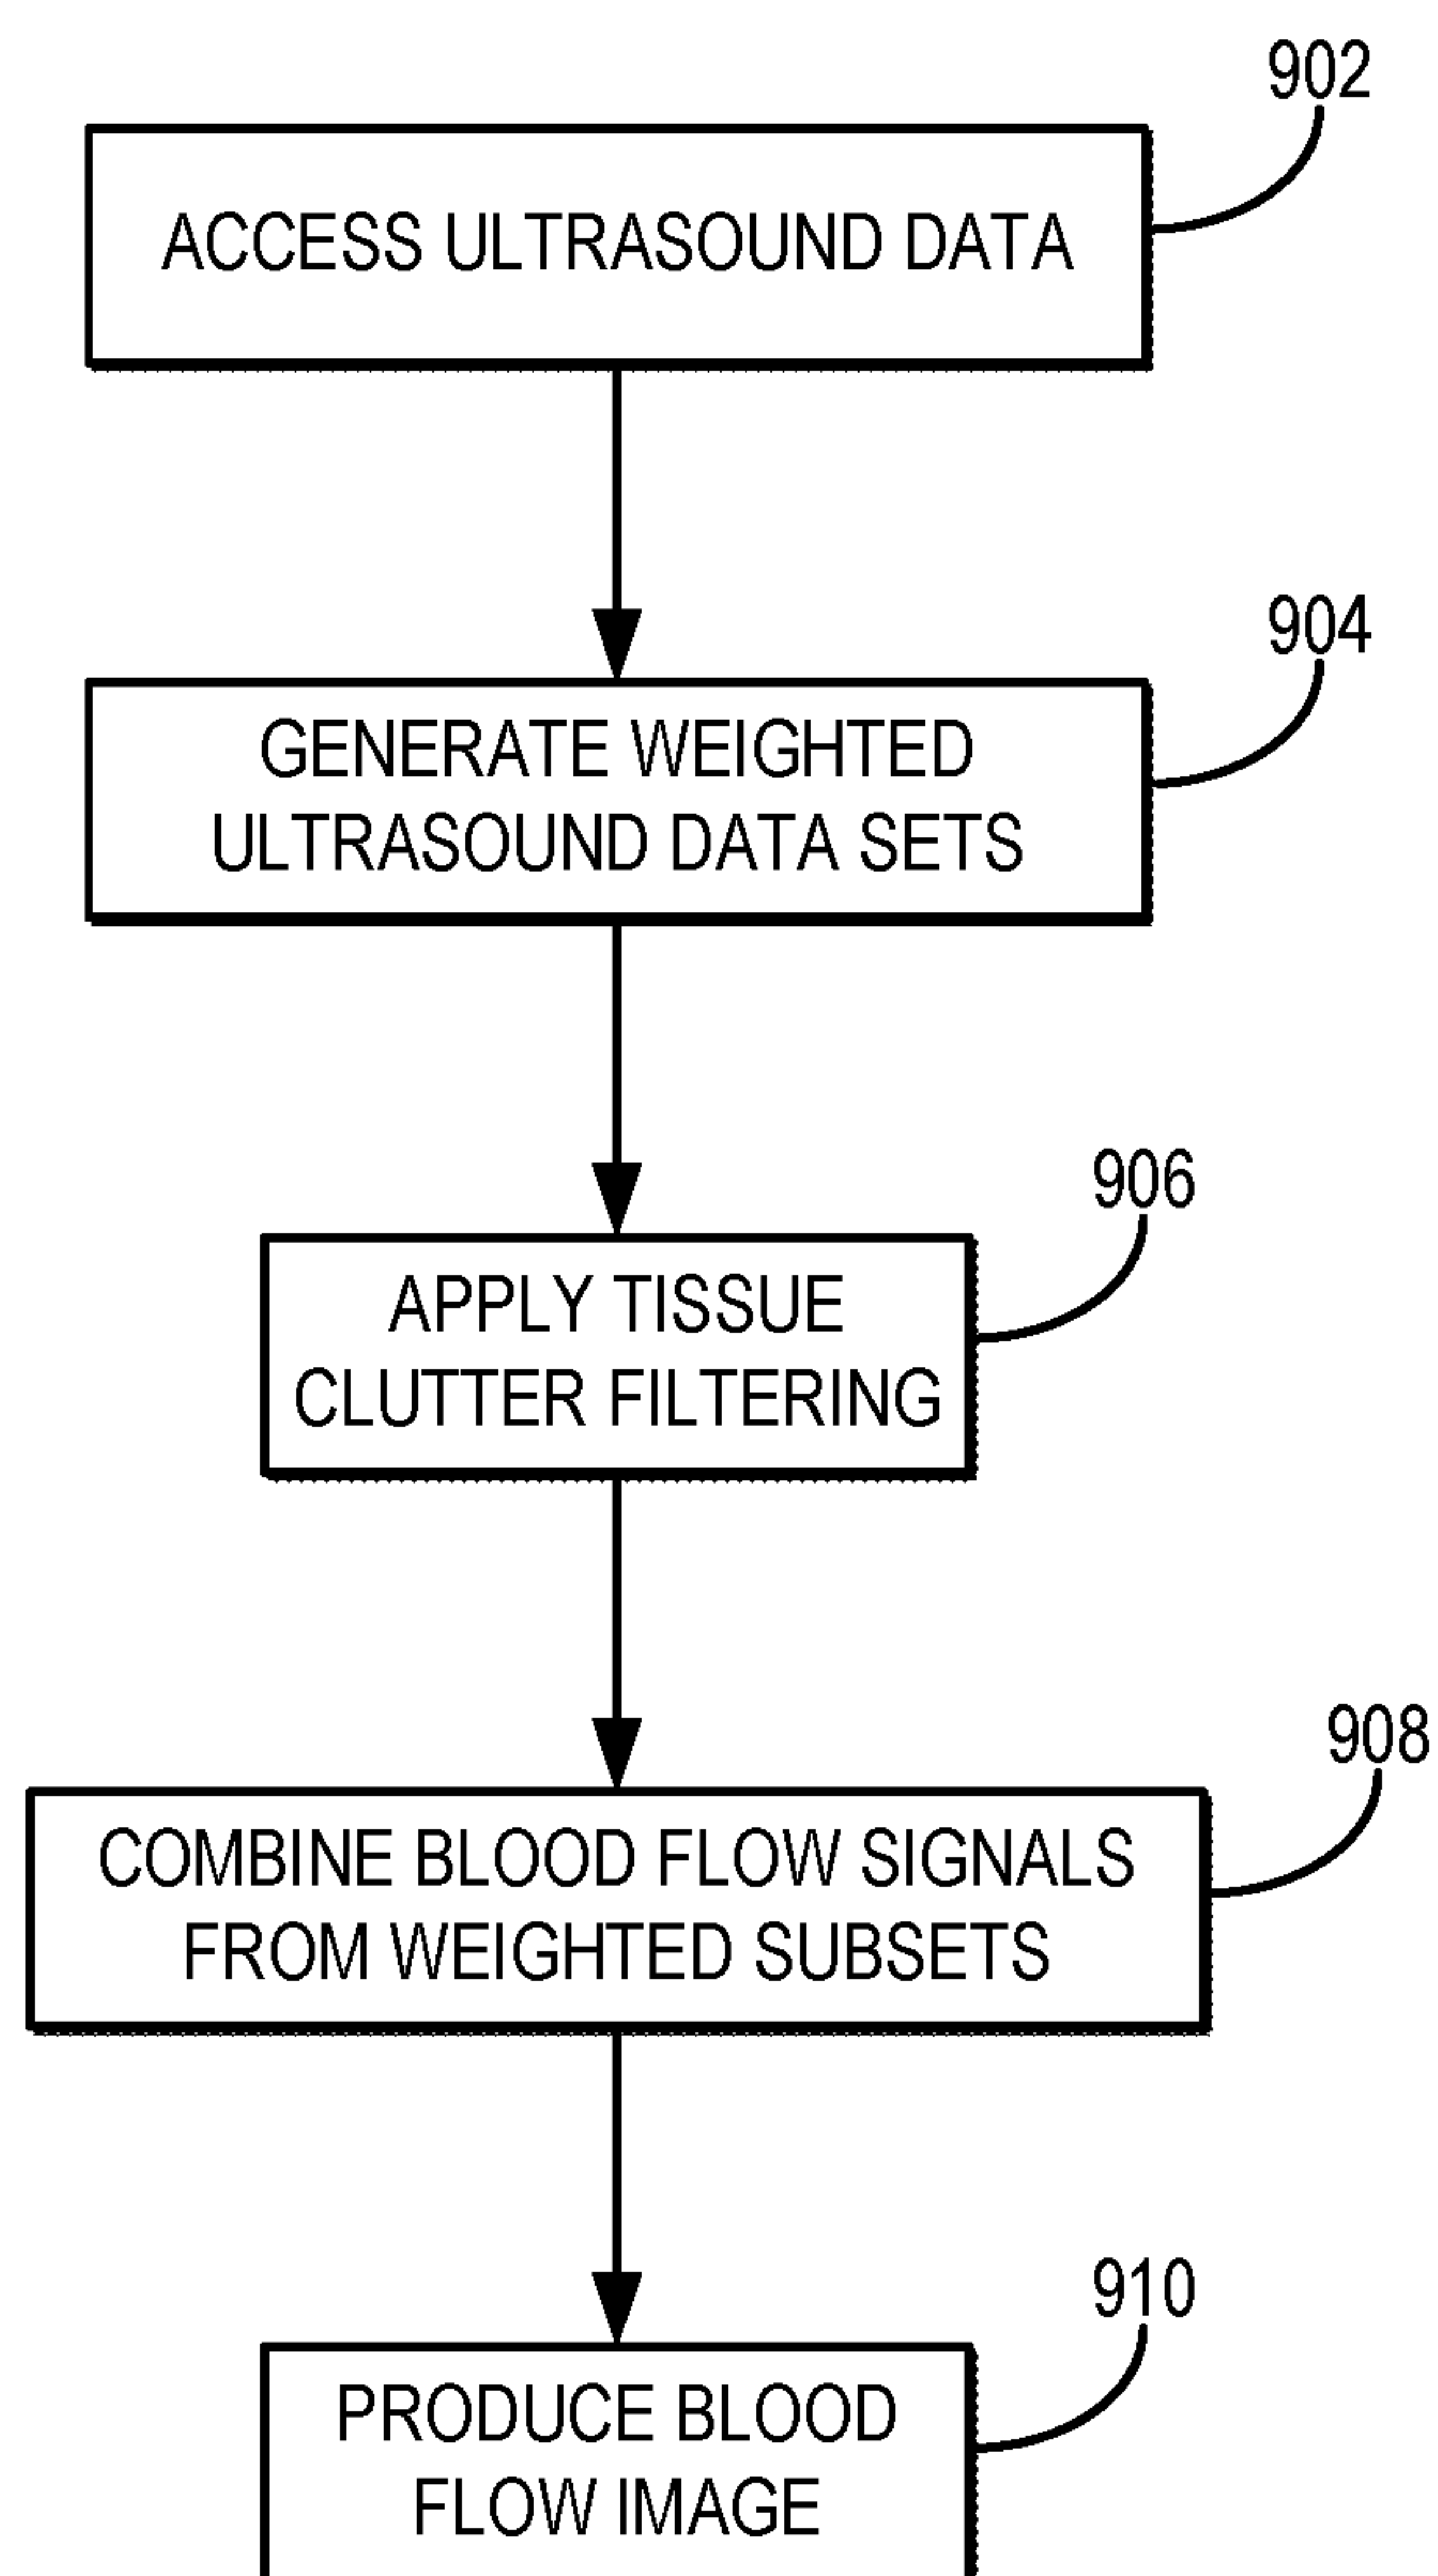 902
ACCESS ULTRASOUND DATA
904
GENERATE WEIGHTED
ULTRASOUND DATA SETS
906
APPLY TISSUE
CLUTTER FILTERING
908
COMBINE BLOOD FLOW SIGNALS
FROM WEIGHTED SUBSETS
910
PRODUCE BLOOD
FLOW IMAGE